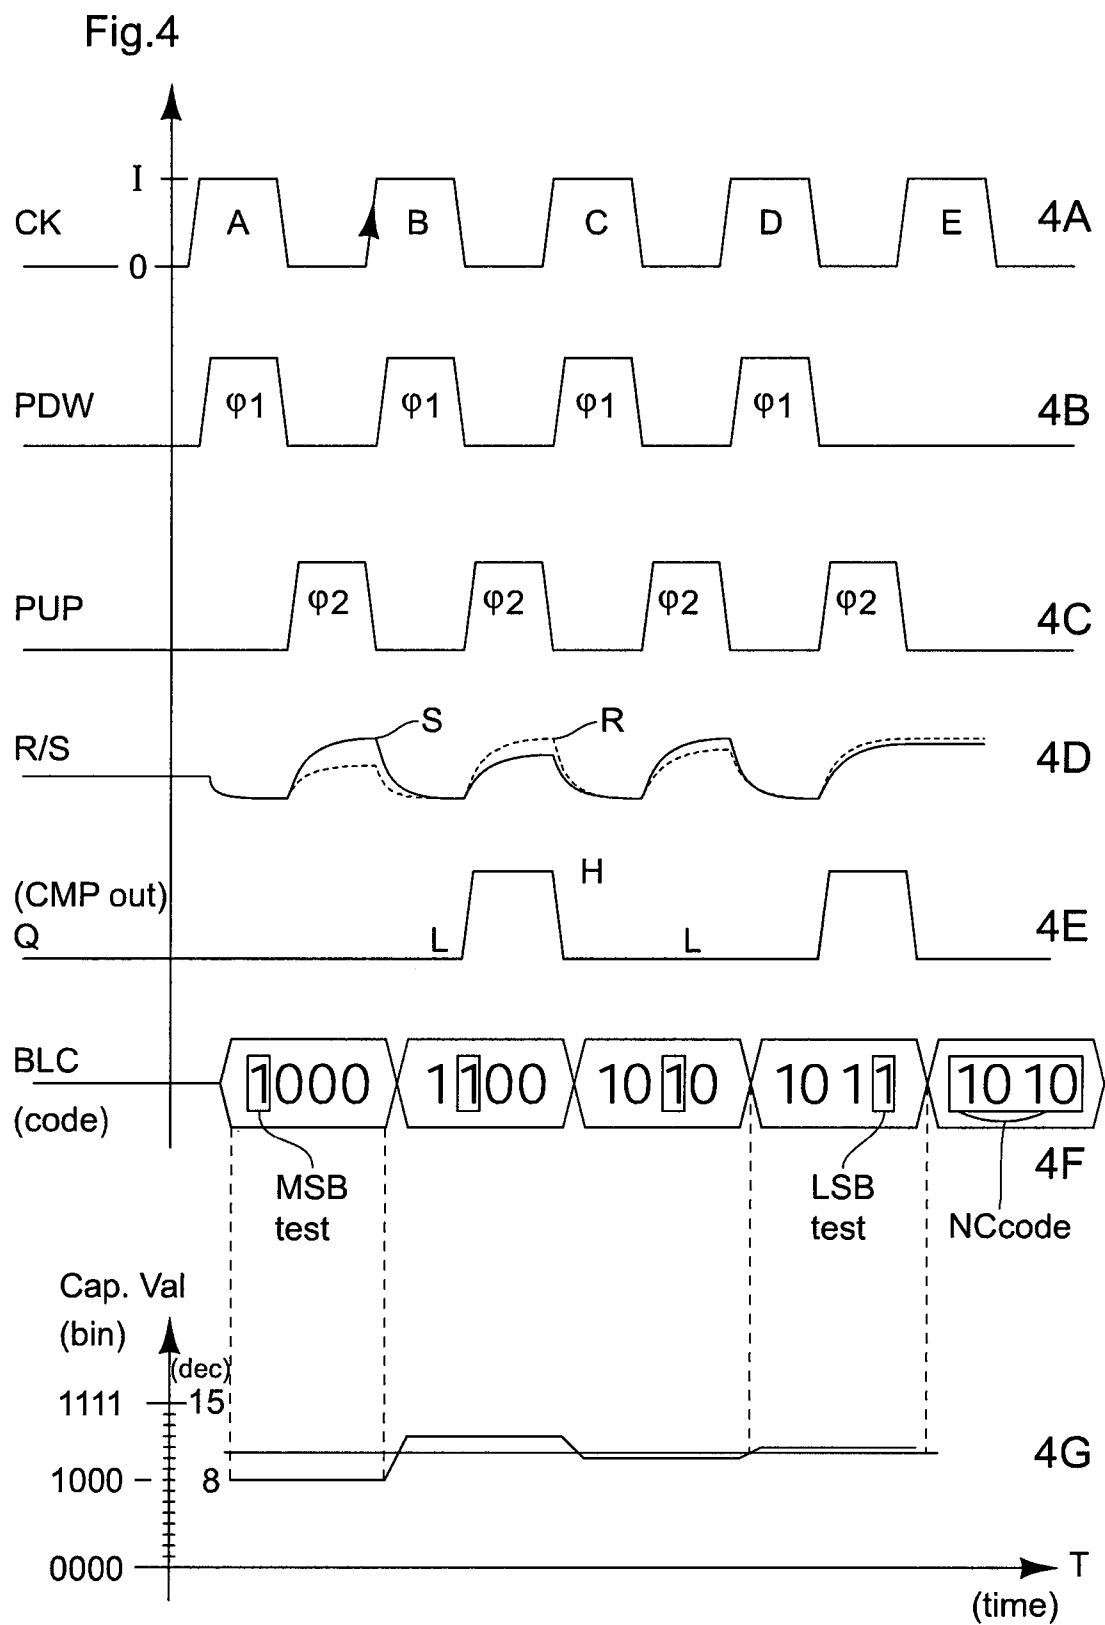 Fig.4
I
CK
A
B
C
D
E
4A
0
PDW
φ1
φ1
φ1
φ1
4B
PUP
φ2
φ2
φ2
φ2
4C
S
R
R/S
4D
(CMP out)
H
Q
L
L
4E
BLC
1000
1100
1010
1011
1010
(code)
4F
MSB
test
LSB
test
NCcode
Cap. Val
(bin)
(dec)
1111
15
4G
1000
8
0000
T
(time)